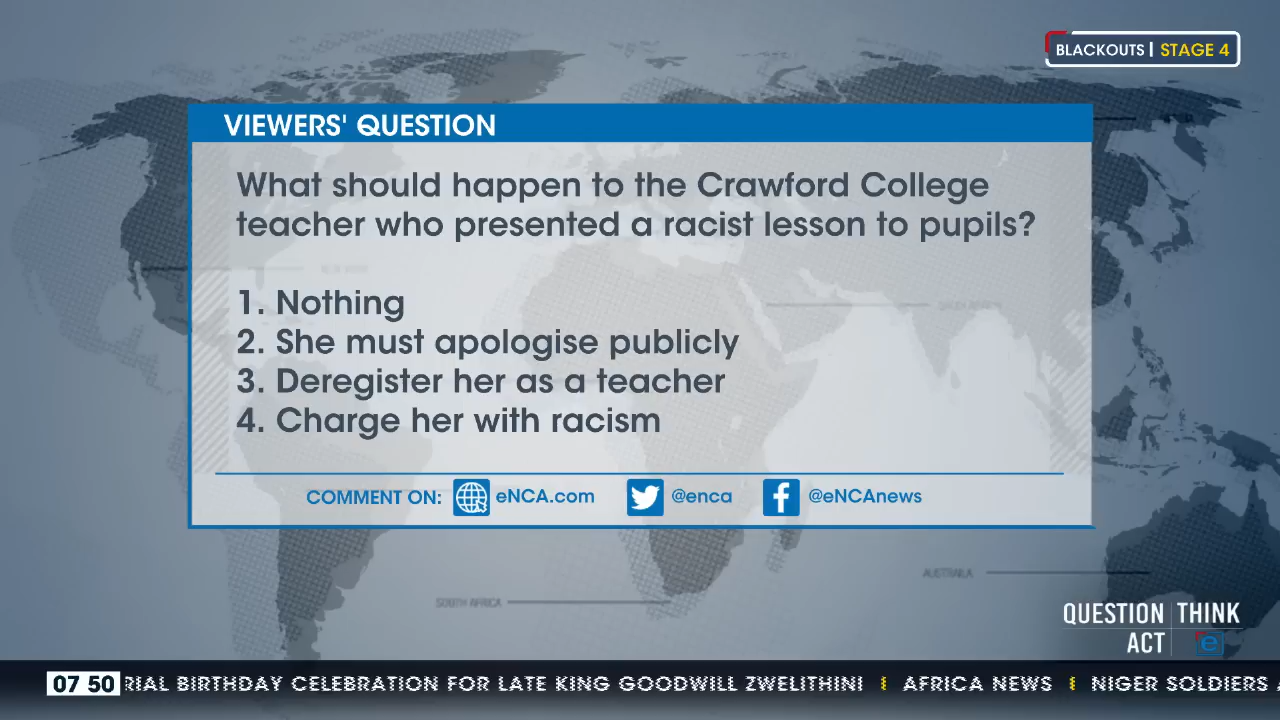 BLACKOUTS | STAGE 4
VIEWERS' QUESTION
What should happen to the Crawford College
teacher who presented a racist lesson to pupils?
1. Nothing
2. She must apologise publicly
3. Deregister her as a teacher
4. Charge her with racism
COMMENT ON: eNCA.com @enca @eNCAnews
AUSTRAILA
SOUTH AFRICA
QUESTION THINK
ACT e
07 50 RIAL BIRTHDAY CELEBRATION FOR LATE KING GOODWILL ZWELITHINI AFRICA NEWS NIGER SOLDIERS